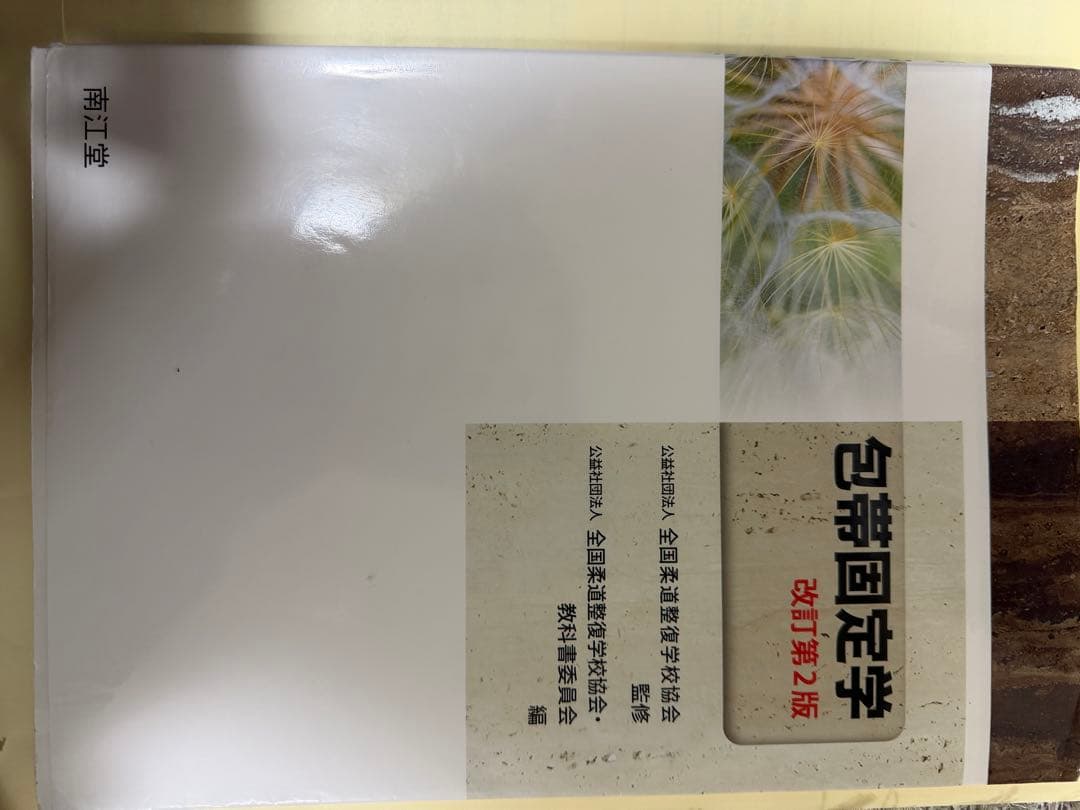 包帯固定学
改訂第2版
公益社団法人 全国柔道整復学校協会
監修
公益社団法人 全国柔道整復学校協会・
教科書委員会
編
南江堂